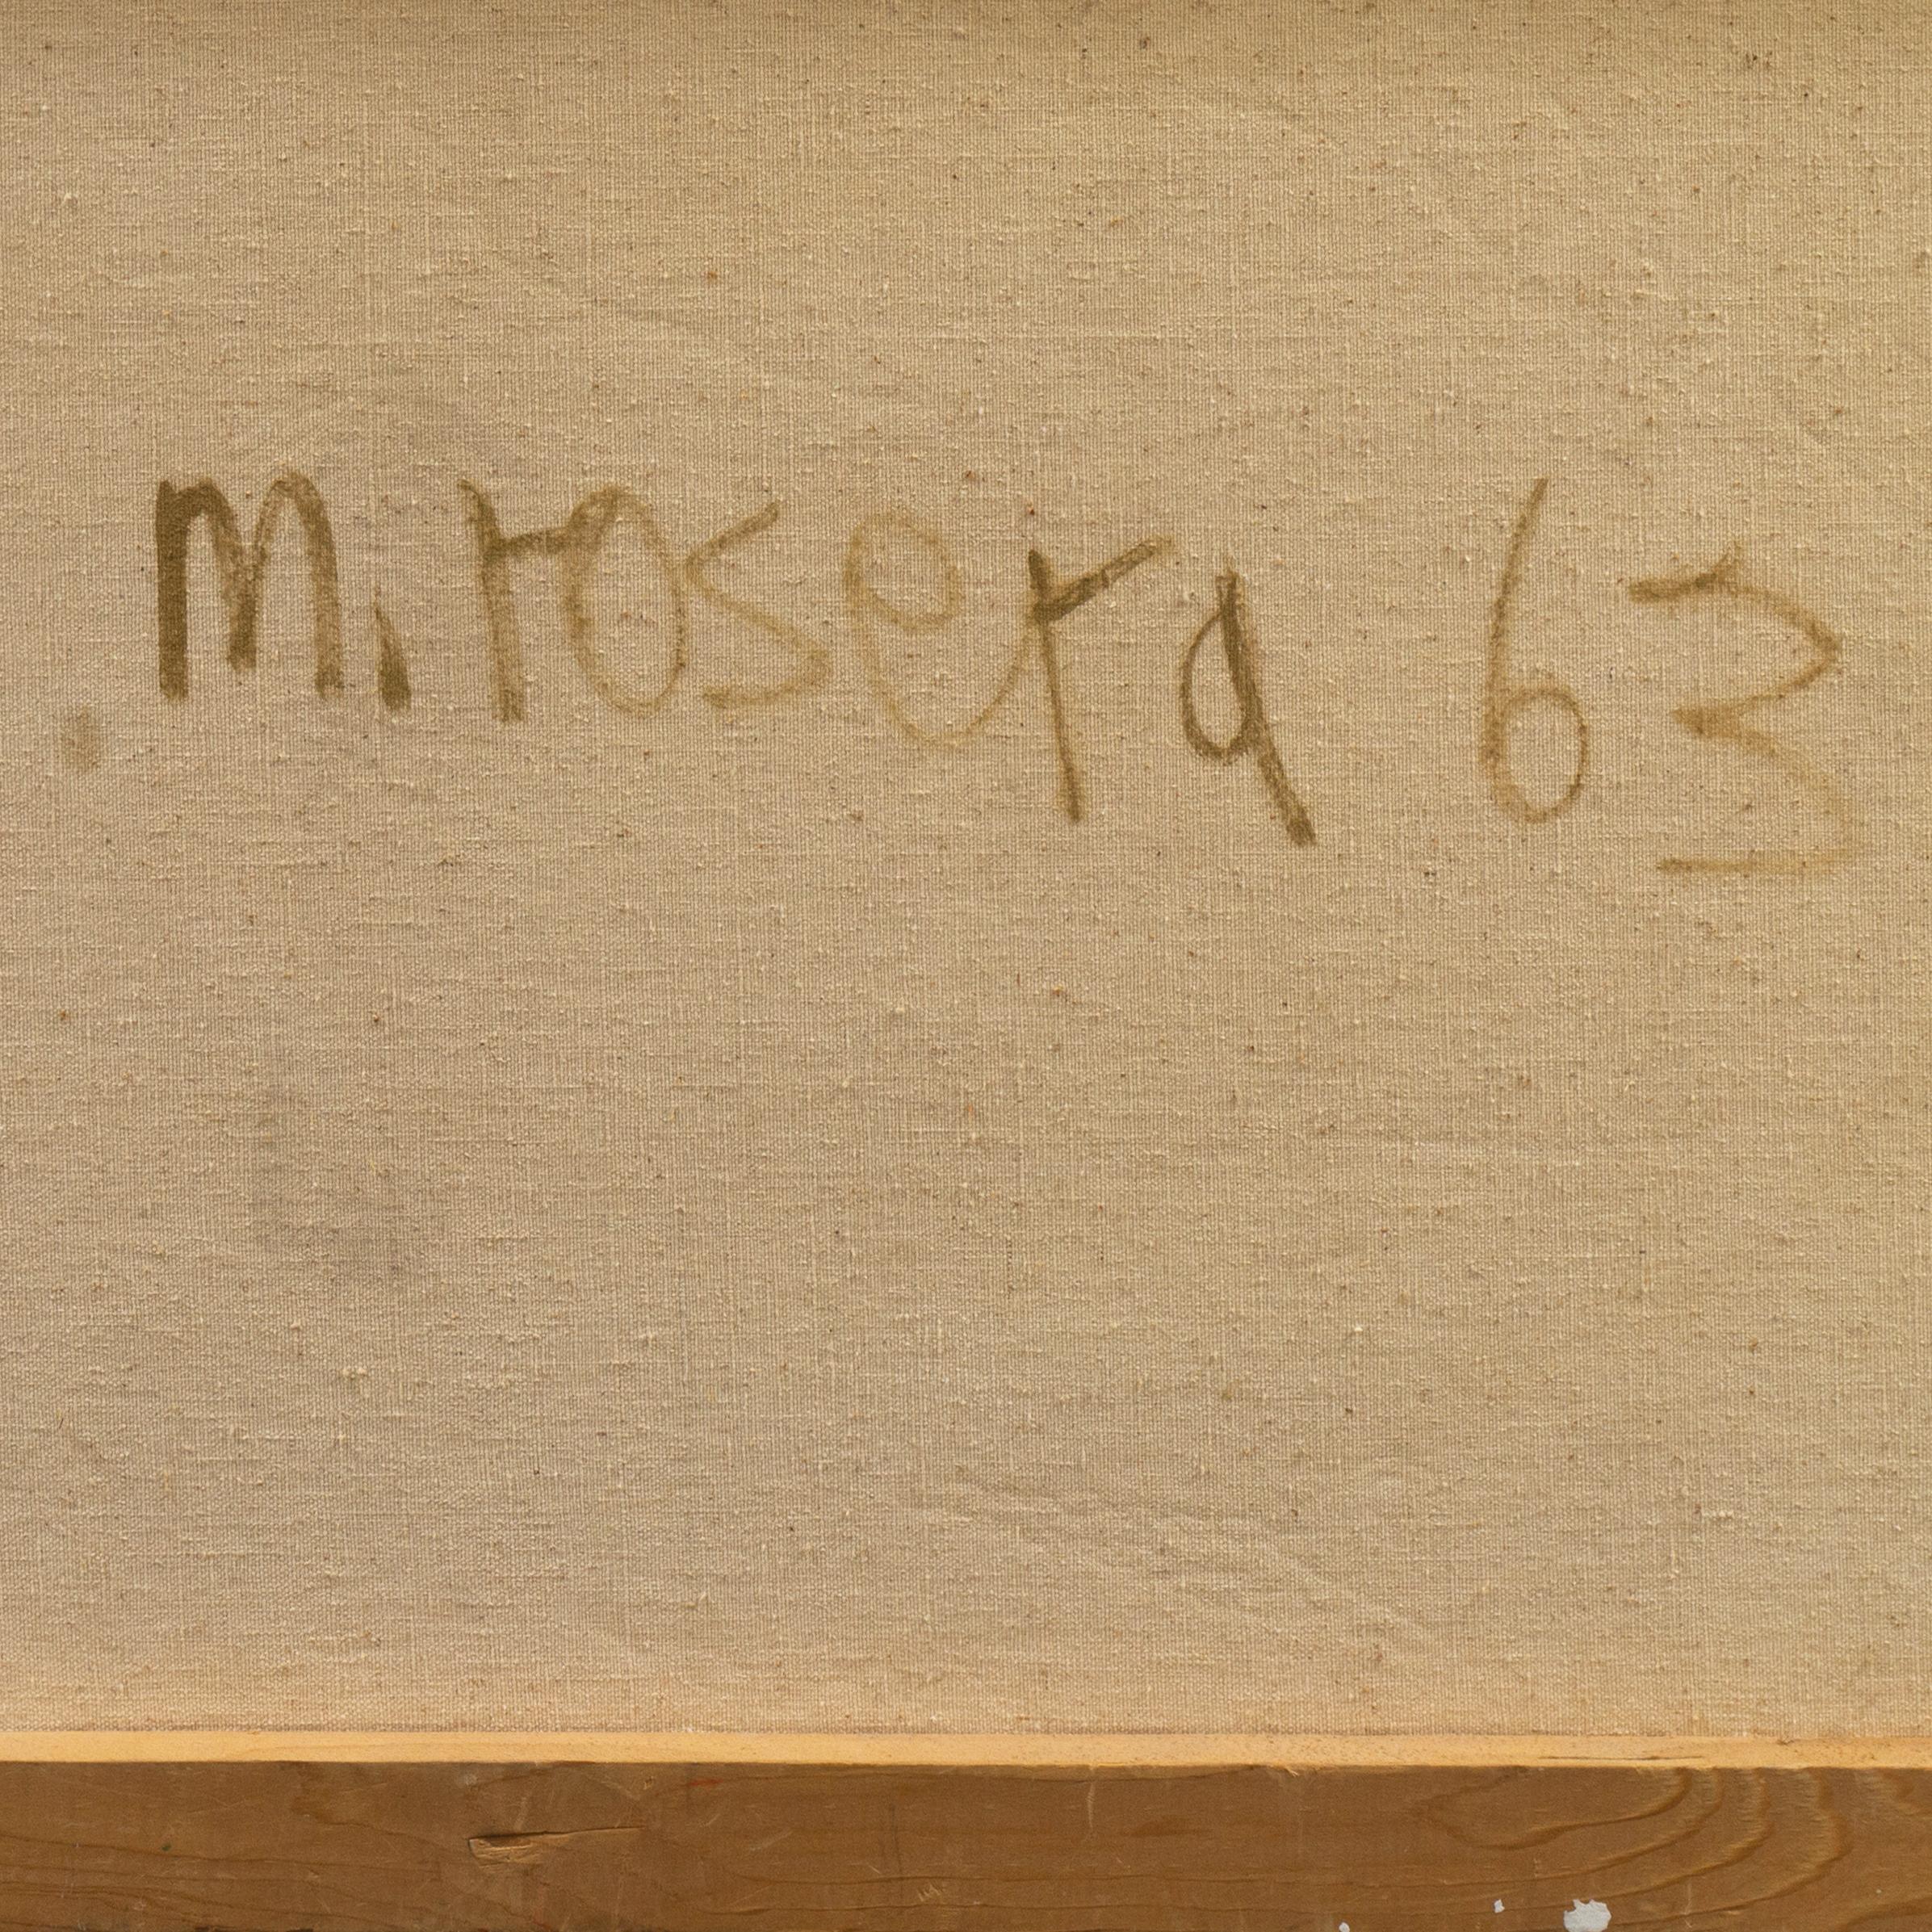 m. rosera 63